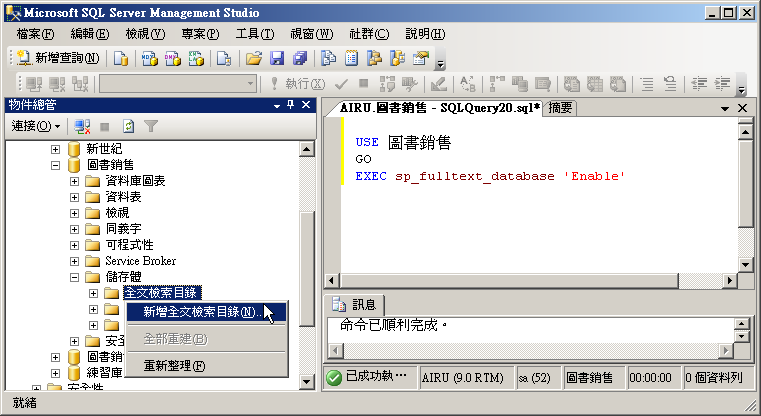 Microsoft SQL Server Management Studio
檔案(F) 編輯(E) 檢視(V) 專案(P) 工具(T) 視窗(W) 社群(C) 說明(H)
新增查詢(N)
執行(X)
物件總管
連接(O)
新世紀
圖書銷售
資料庫圖表
資料表
檢視
同義字
可程式性
Service Broker
儲存體
全文檢索目錄
新增全文檢索目錄(N)...
全部重建(B)
重新整理(F)
安全
圖書銷
練習庫
安全性
AIRU.圖書銷售 - SQLQuery20.sql* 摘要
USE 圖書銷售
GO
EXEC sp_fulltext_database 'Enable'
訊息
命令已順利完成。
已成功執… AIRU (9.0 RTM) sa (52) 圖書銷售 00:00:00 0 個資料列
就緒